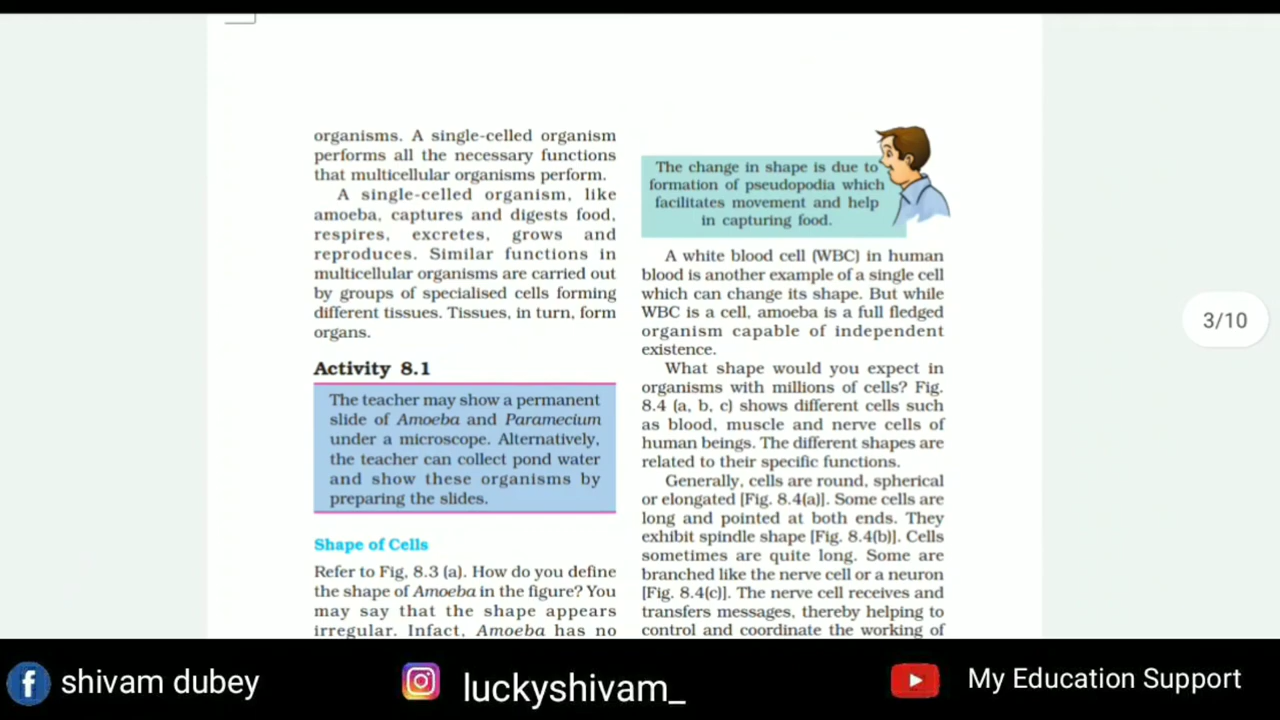 organisms. A single-celled organism
performs all the necessary functions
that multicellular organisms perform.
A single-celled organism, like
amoeba, captures and digests food,
respires, excretes, grows and
reproduces. Similar functions in
multicellular organisms are carried out
by groups of specialised cells forming
different tissues. Tissues, in turn, form
organs.
Activity 8.1
The teacher may show a permanent
slide of Amoeba and Paramecium
under a microscope. Alternatively,
the teacher can collect pond water
and show these organisms by
preparing the slides.
Shape of Cells
Refer to Fig. 8.3 (a). How do you define
the shape of Amoeba in the figure? You
may say that the shape appears
irregular. Infact, Amoeba has no
The change in shape is due to
formation of pseudopodia which
facilitates movement and help
in capturing food.
A white blood cell (WBC) in human
blood is another example of a single cell
which can change its shape. But while
WBC is a cell, amoeba is a full fledged
organism capable of independent
existence.
What shape would you expect in
organisms with millions of cells? Fig.
8.4 (a, b, c) shows different cells such
as blood, muscle and nerve cells of
human beings. The different shapes are
related to their specific functions.
Generally, cells are round, spherical
or elongated [Fig. 8.4(a)]. Some cells are
long and pointed at both ends. They
exhibit spindle shape [Fig. 8.4(b)]. Cells
sometimes are quite long. Some are
branched like the nerve cell or a neuron
[Fig. 8.4(c)]. The nerve cell receives and
transfers messages, thereby helping to
control and coordinate the working of
3/10
shivam dubey
luckyshivam_
My Education Support